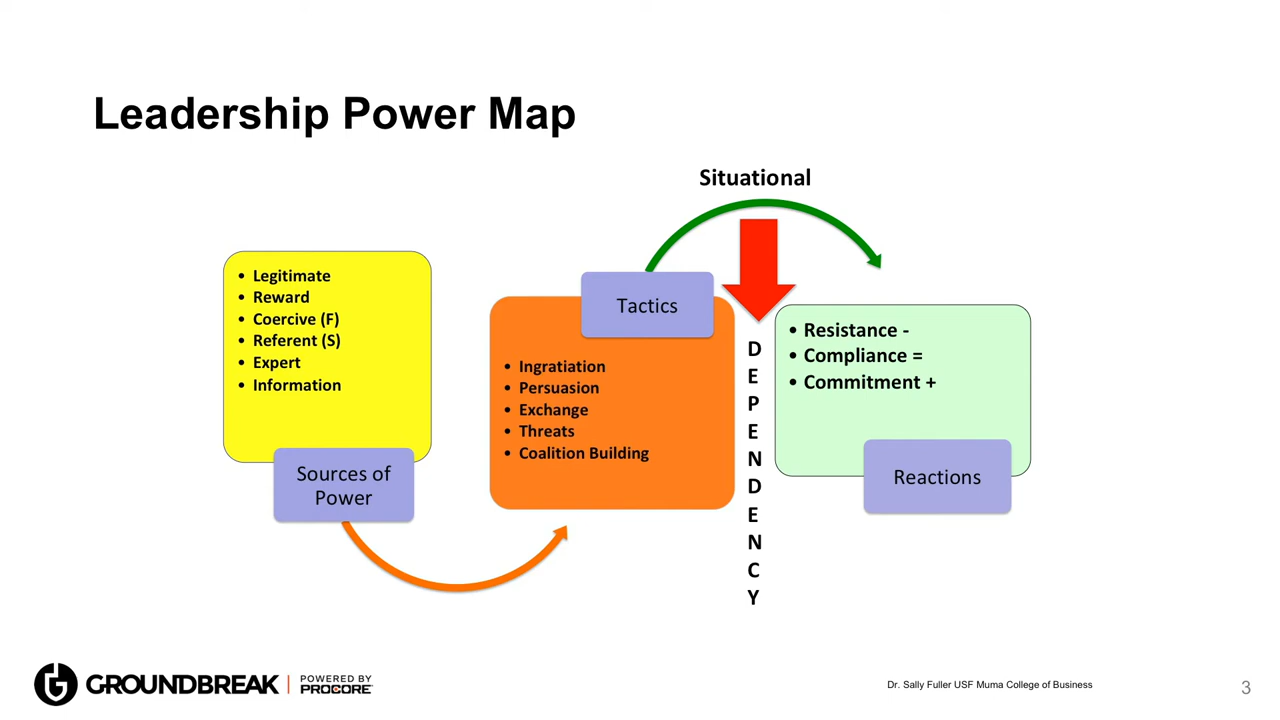 Leadership Power Map
Situational
• Legitimate
• Reward
• Coercive (F)
• Referent (S)
• Expert
• Information
Sources of
Power
Tactics
• Ingratiation
• Persuasion
• Exchange
• Threats
• Coalition Building
D
E
P
E
N
D
E
N
C
Y
• Resistance -
• Compliance =
• Commitment +
Reactions
GROUNDBREAK
POWERED BY
PROCORE
Dr. Sally Fuller USF Muma College of Business
3